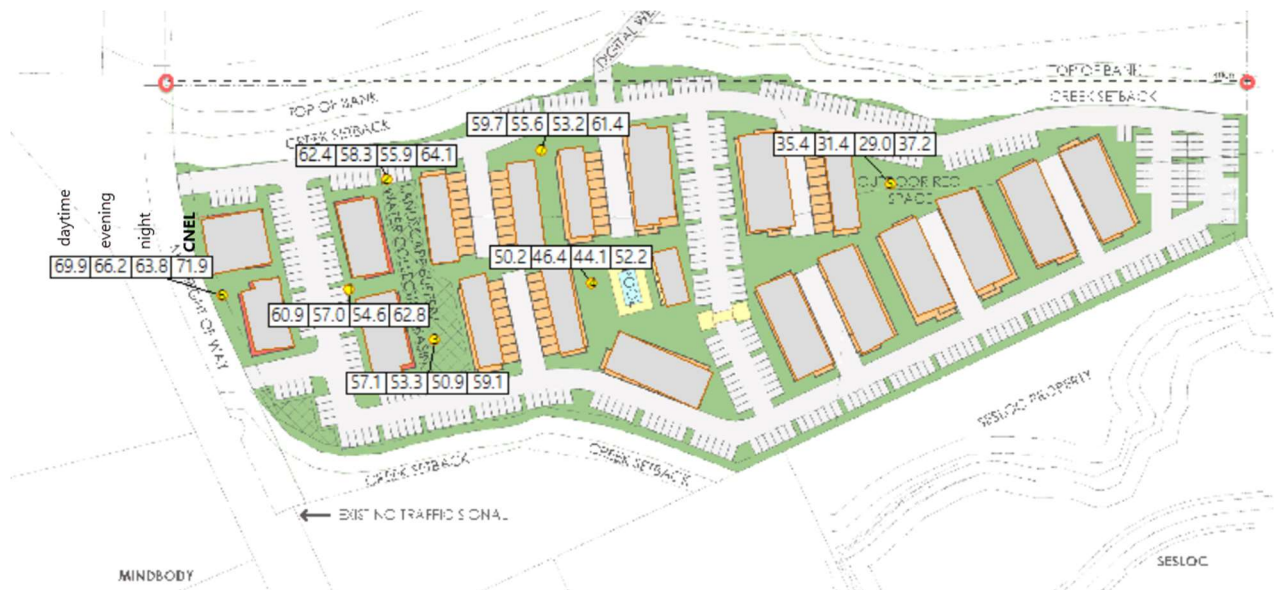 DIGITAL
TOP OF BANK
TOP OF BANK
CREEK SETBACK
CREEK SETBACK
59.7 55.6 53.2 61.4
62.4 58.3 55.9 64.1
35.4 31.4 29.0 37.2
OUTDOOR REC
SPACE
daytime
evening
night
CNEL
69.9 66.2 63.8 71.9
RIGHT OF WAY
50.2 46.4 44.1 52.2
POOL
60.9 57.0 54.6 62.8
57.1 53.3 50.9 59.1
CREEK SETBACK
CREEK SETBACK
SESLOC PROPERTY
EXISTING TRAFFIC SIGNAL
MINDBODY
SESLOC